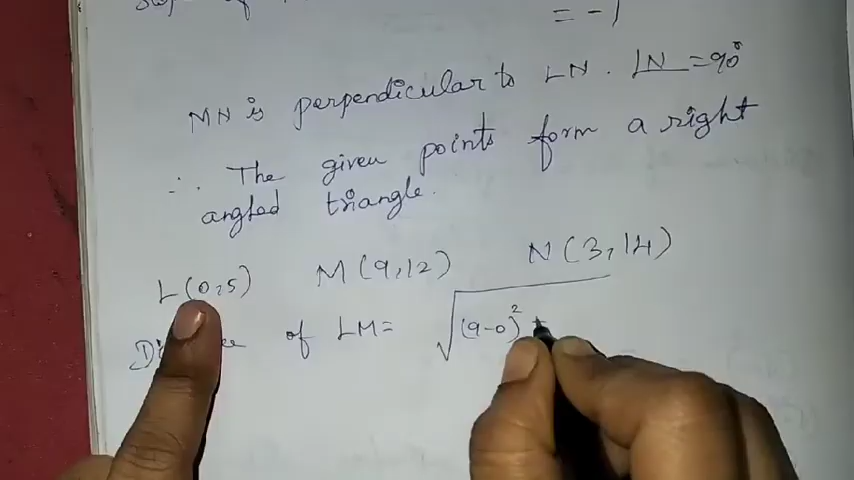 = -1
MN is perpendicular to LN. LN = 90°
∴ The given points form a right
angled triangle.
L(0,5) M(9,12) N(3,14)
of LM = √(9-0)² +